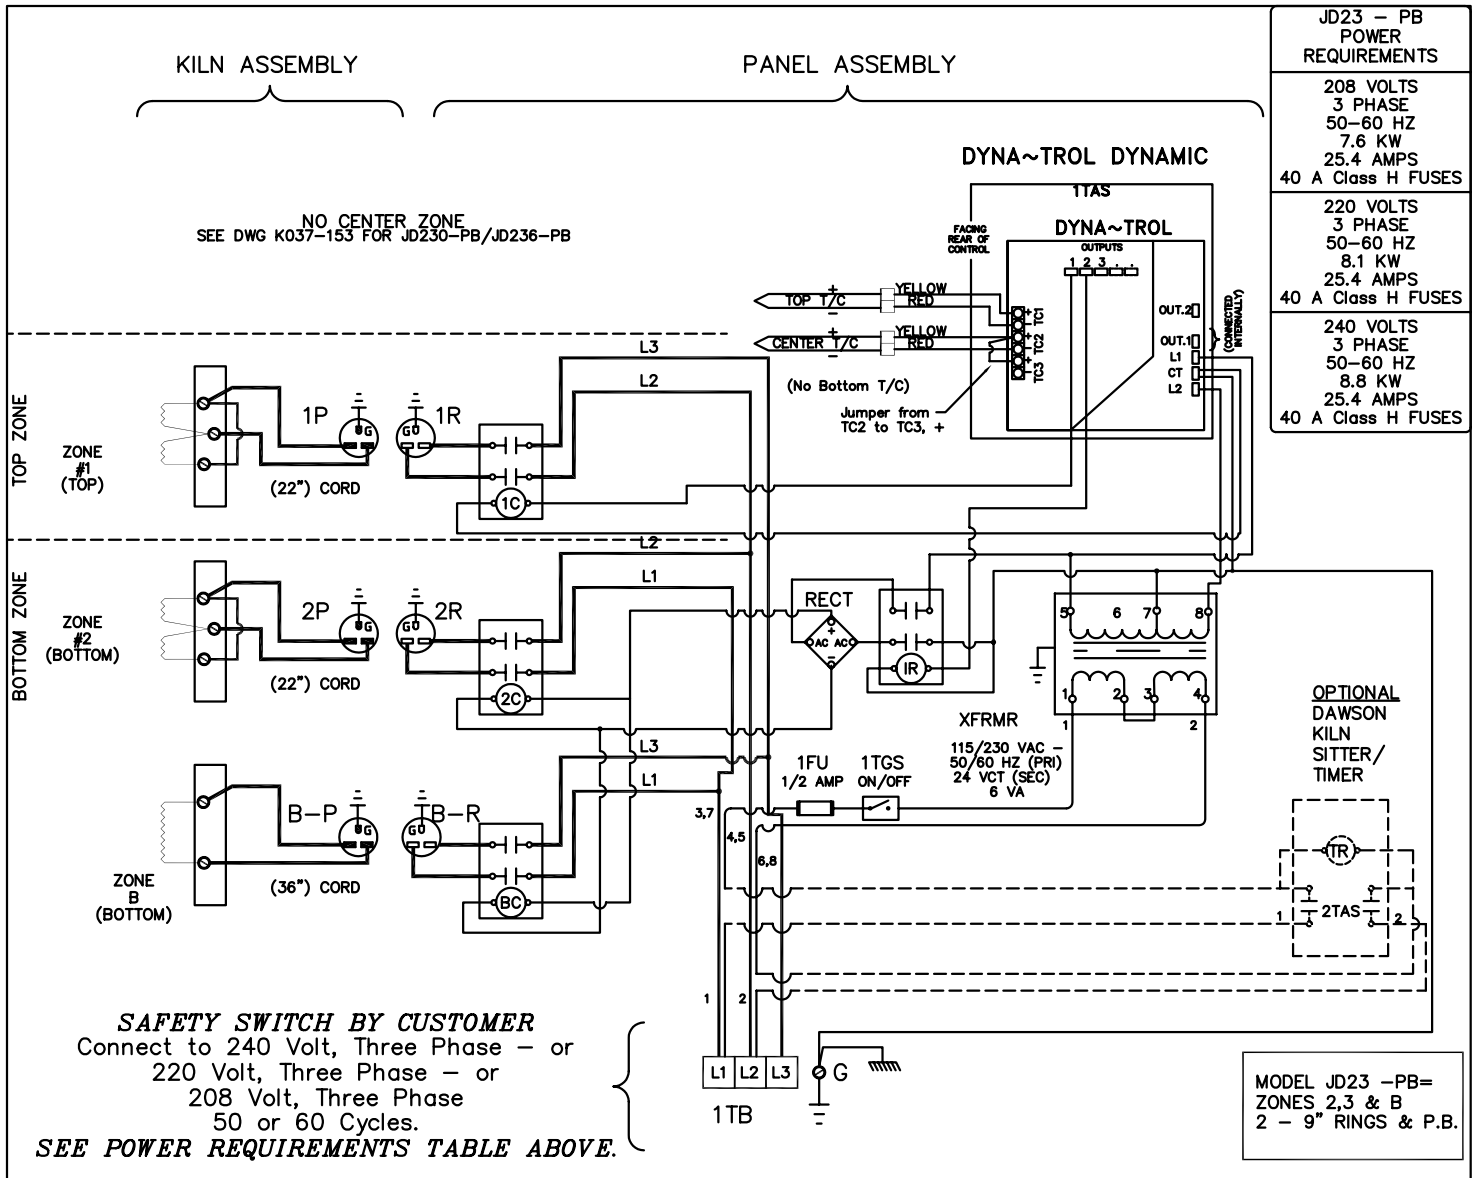 JD23 – PB
POWER
REQUIREMENTS
208 VOLTS
3 PHASE
50–60 HZ
7.6 KW
25.4 AMPS
40 A Class H FUSES
220 VOLTS
3 PHASE
50–60 HZ
8.1 KW
25.4 AMPS
40 A Class H FUSES
240 VOLTS
3 PHASE
50–60 HZ
8.8 KW
25.4 AMPS
40 A Class H FUSES
KILN ASSEMBLY
PANEL ASSEMBLY
DYNA~TROL DYNAMIC
1TAS
NO CENTER ZONE
SEE DWG K037-153 FOR JD230-PB/JD236-PB
FACING
REAR OF
CONTROL
DYNA~TROL
OUTPUTS
1 2 3 . .
+ YELLOW
TOP T/C RED
–
+ TC1
+ YELLOW
CENTER T/C RED
–
+ TC2
+ TC3
OUT.2
OUT.1
(CONNECTED
INTERNALLY)
L1
CT
L2
(No Bottom T/C)
Jumper from
TC2 to TC3, +
TOP ZONE
ZONE
#1
(TOP)
1P
G
G
1R
L3
L2
(22") CORD
1C
BOTTOM ZONE
ZONE
#2
(BOTTOM)
2P
G
G
2R
L2
L1
(22") CORD
2C
RECT
+
AC AC
–
IR
5 6 7 8
1 2 3 4
1 2
XFRMR
115/230 VAC –
50/60 HZ (PRI)
24 VCT (SEC)
6 VA
OPTIONAL
DAWSON
KILN
SITTER/
TIMER
1FU
1/2 AMP
1TGS
ON/OFF
ZONE
B
(BOTTOM)
B–P
G
G
B–R
L3
L1
(36") CORD
BC
3,7
4,5
6,8
TR
2TAS
1 2
1 2
SAFETY SWITCH BY CUSTOMER
Connect to 240 Volt, Three Phase – or
220 Volt, Three Phase – or
208 Volt, Three Phase
50 or 60 Cycles.
SEE POWER REQUIREMENTS TABLE ABOVE.
L1 L2 L3
1TB
G
MODEL JD23 –PB=
ZONES 2,3 & B
2 – 9" RINGS & P.B.